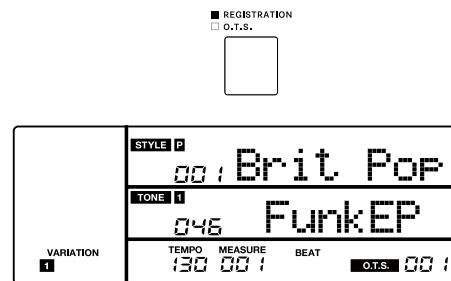 REGISTRATION
O.T.S.
STYLE P
001 Brit Pop
TONE 1
046 FunkEP
VARIATION TEMPO MEASURE BEAT
1 130 001 O.T.S. 001